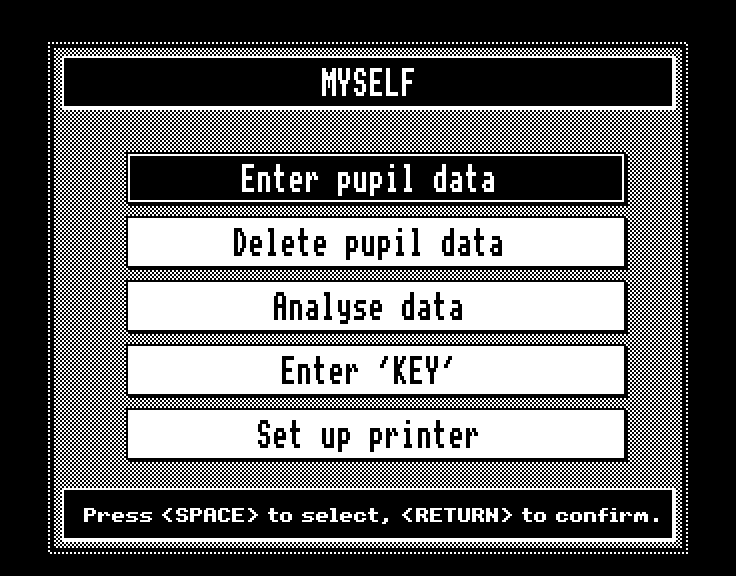 MYSELF
Enter pupil data
Delete pupil data
Analyse data
Enter 'KEY'
Set up printer
Press <SPACE> to select, <RETURN> to confirm.